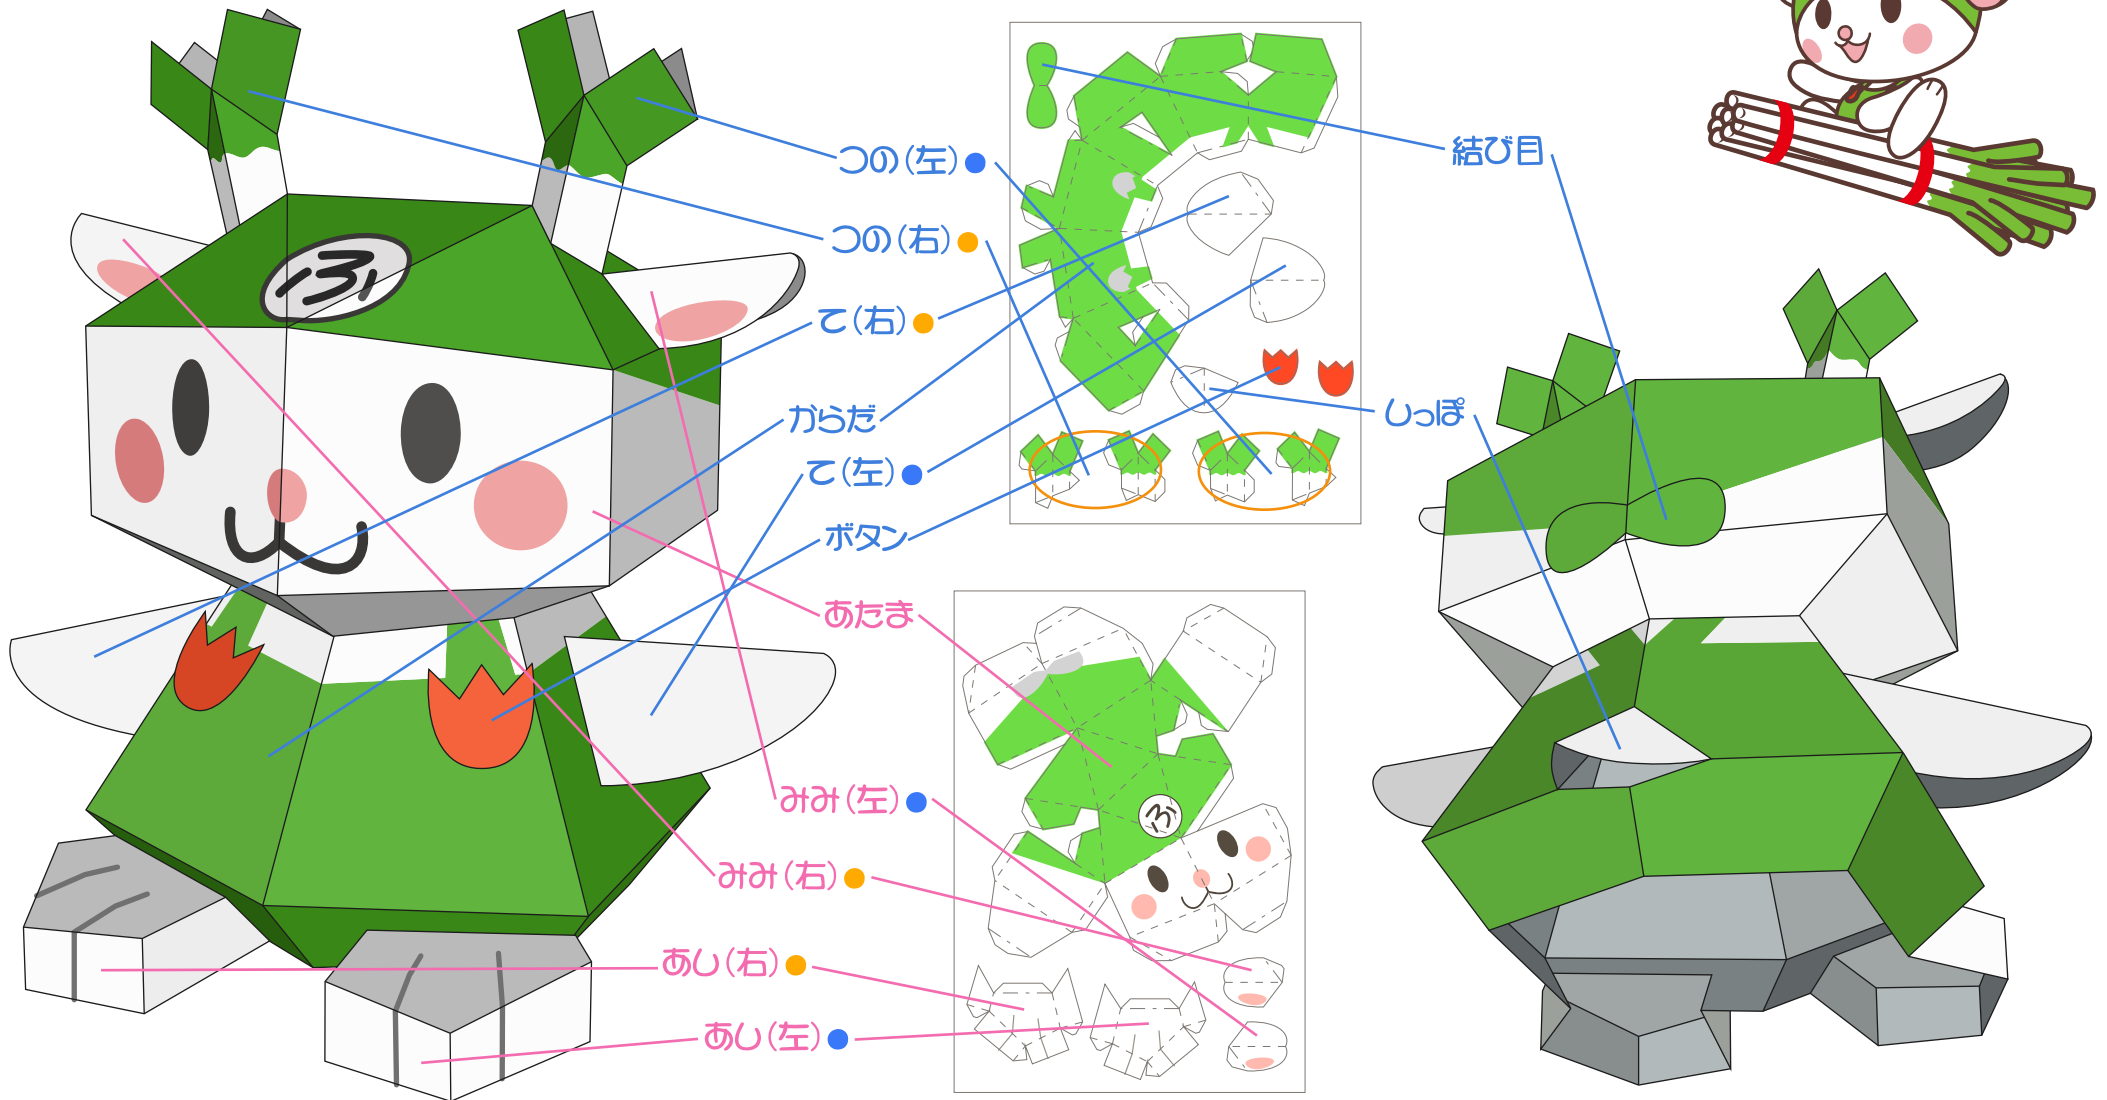 ふ
つの(左)
つの(右)
て(右)
からだ
て(左)
ボタン
あたま
みみ(左)
みみ(右)
あし(右)
あし(左)
結び目
しっぽ
ふ